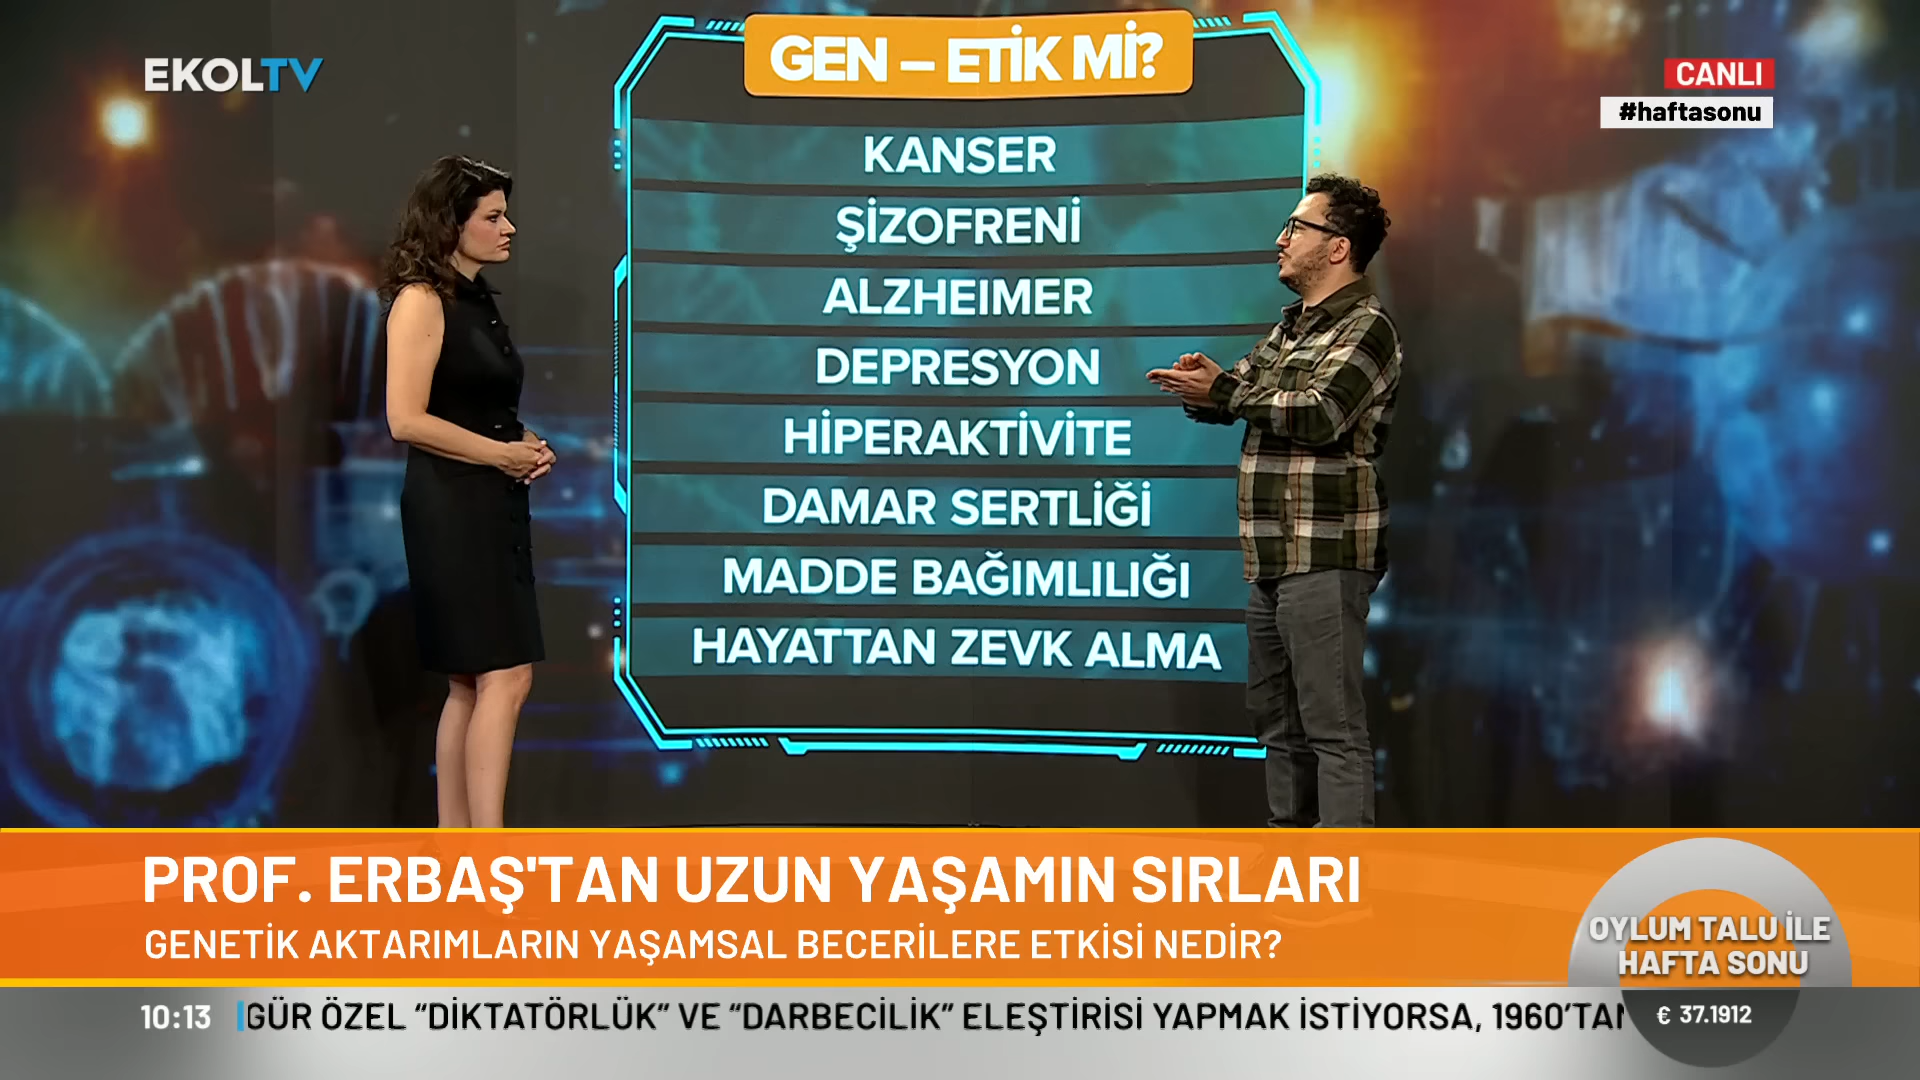 GEN – ETİK Mİ?
EKOLTV
CANLI
#haftasonu
KANSER
ŞİZOFRENİ
ALZHEIMER
DEPRESYON
HİPERAKTİVİTE
DAMAR SERTLİĞİ
MADDE BAĞIMLILIĞI
HAYATTAN ZEVK ALMA
PROF. ERBAŞ'TAN UZUN YAŞAMIN SIRLARI
GENETİK AKTARIMLARIN YAŞAMSAL BECERİLERE ETKİSİ NEDİR?
OYLUM TALU İLE
HAFTA SONU
10:13
GÜR ÖZEL “DİKTATÖRLÜK” VE “DARBECİLİK” ELEŞTİRİSİ YAPMAK İSTİYORSA, 1960’TAN
€ 37.1912